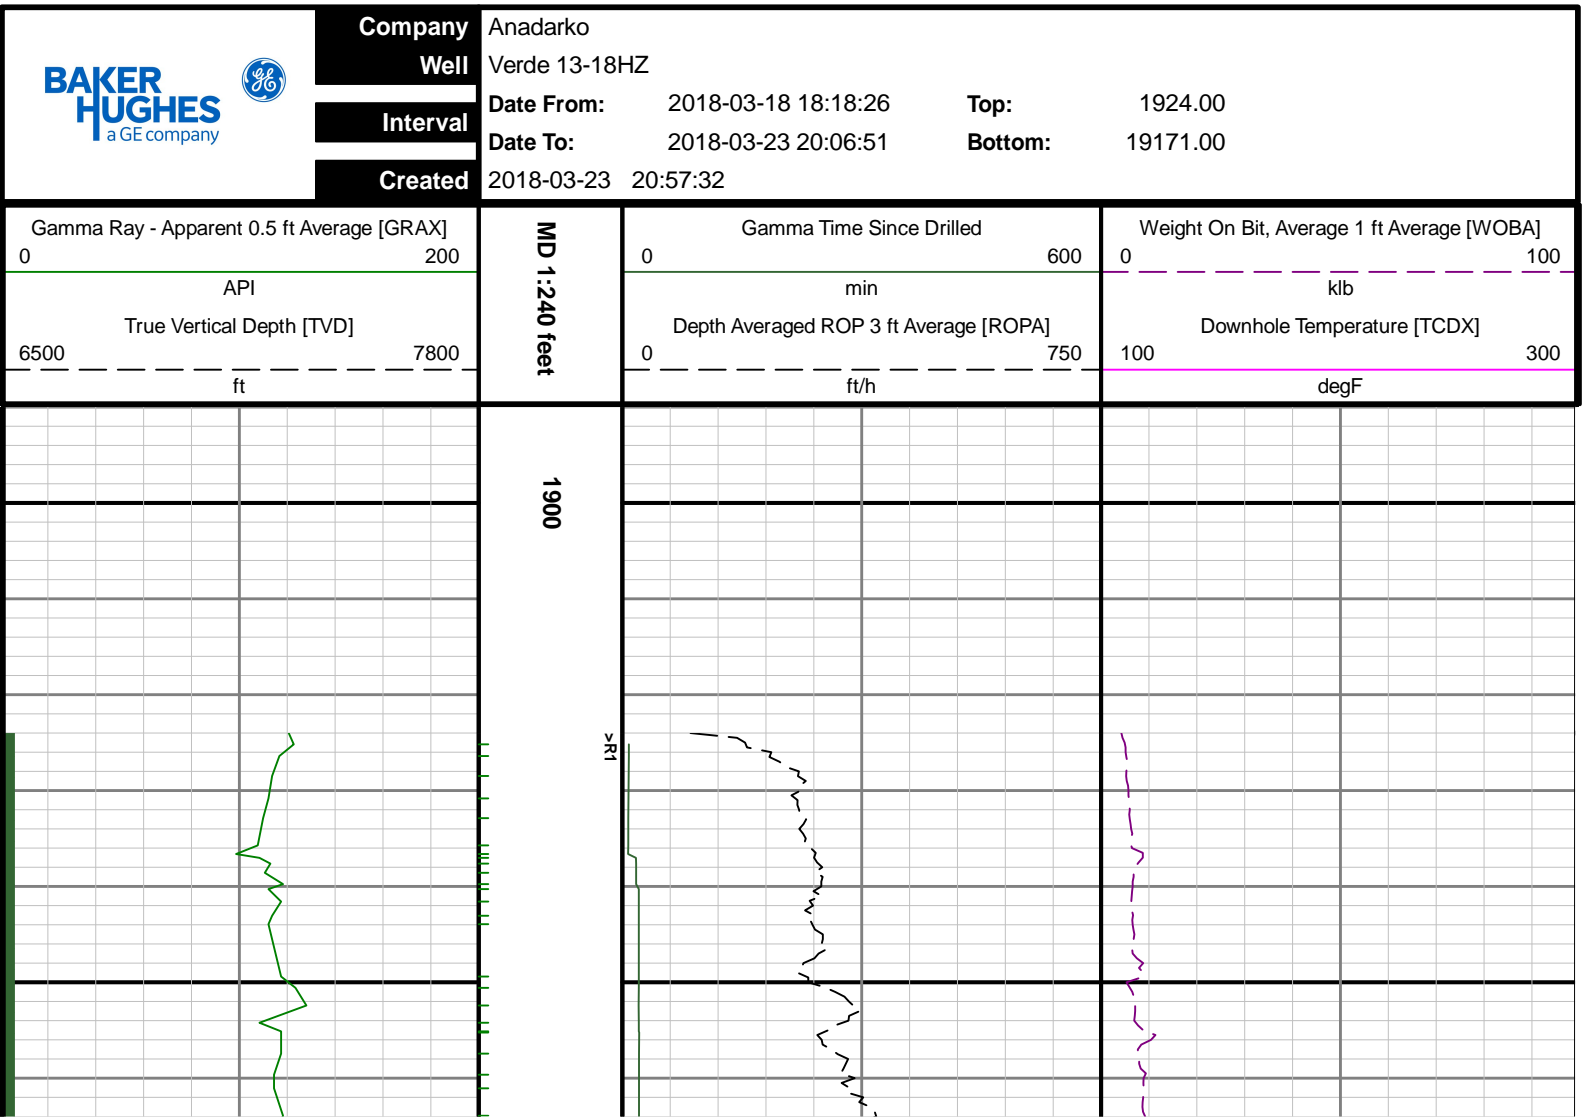 BAKER
HUGHES
a GE company
GE
Company Anadarko
Well Verde 13-18HZ
Interval
Date From: 2018-03-18 18:18:26 Top: 1924.00
Date To: 2018-03-23 20:06:51 Bottom: 19171.00
Created 2018-03-23 20:57:32
Gamma Ray - Apparent 0.5 ft Average [GRAX]
0 200
API
True Vertical Depth [TVD]
6500 7800
ft
MD 1:240 feet
Gamma Time Since Drilled
0 600
min
Depth Averaged ROP 3 ft Average [ROPA]
0 750
ft/h
Weight On Bit, Average 1 ft Average [WOBA]
0 100
klb
Downhole Temperature [TCDX]
100 300
degF
1900
>R1